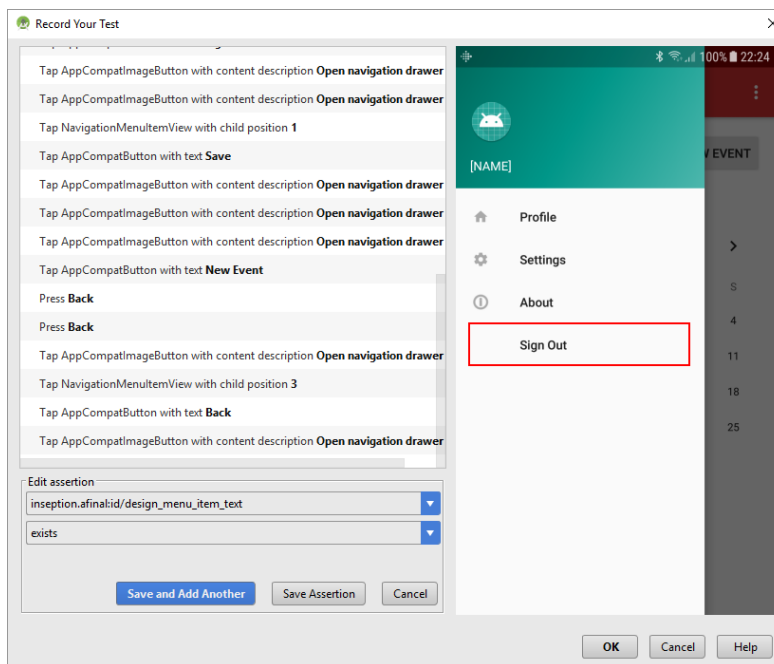 Record Your Test
Tap AppCompatImageButton with content description Open navigation drawer
Tap AppCompatImageButton with content description Open navigation drawer
Tap NavigationMenuItemView with child position 1
Tap AppCompatButton with text Save
Tap AppCompatImageButton with content description Open navigation drawer
Tap AppCompatImageButton with content description Open navigation drawer
Tap AppCompatImageButton with content description Open navigation drawer
Tap AppCompatButton with text New Event
Press Back
Press Back
Tap AppCompatImageButton with content description Open navigation drawer
Tap NavigationMenuItemView with child position 3
Tap AppCompatButton with text Back
Tap AppCompatImageButton with content description Open navigation drawer
Edit assertion
inseption.afinal:id/design_menu_item_text
exists
Save and Add Another
Save Assertion
Cancel
100% 22:24
[NAME]
Profile
Settings
About
Sign Out
EVENT
S
4
11
18
25
OK
Cancel
Help